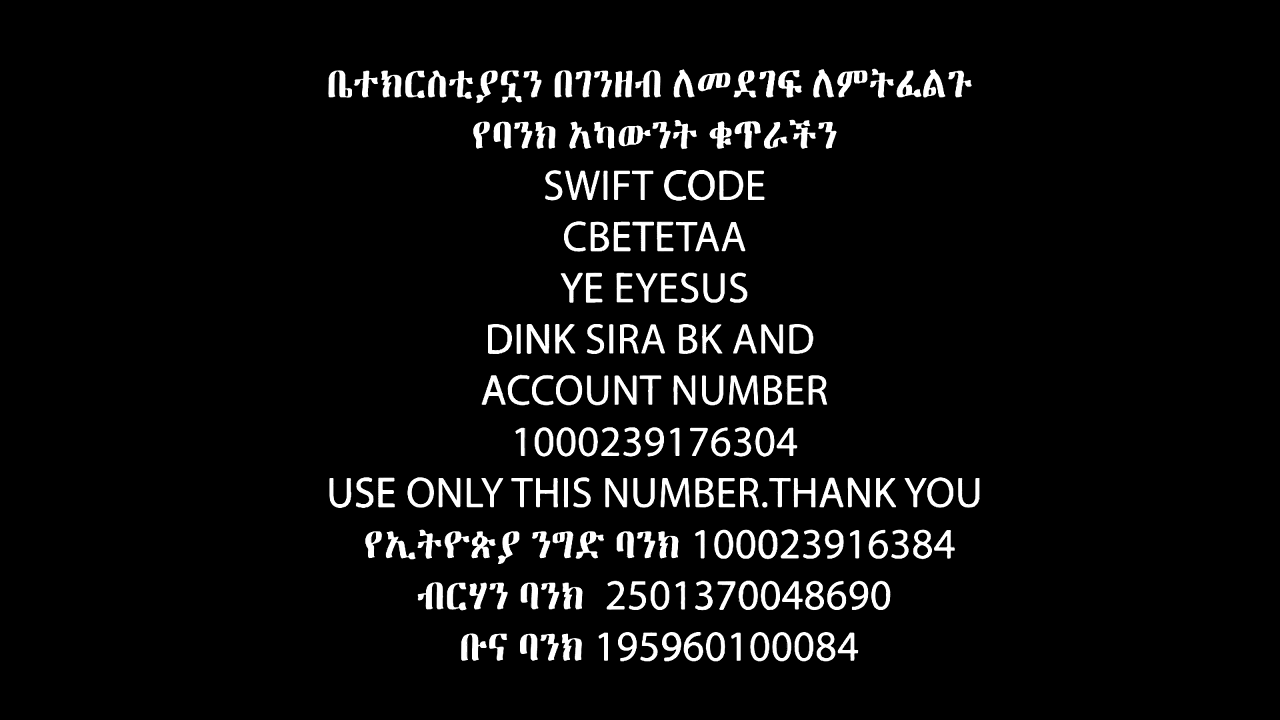 ቤተክርስቲያኗን በገንዘብ ለመደገፍ ለምትፈልጉ
የባንክ አካውንት ቁጥራችን
SWIFT CODE
CBETETAA
YE EYESUS
DINK SIRA BK AND
ACCOUNT NUMBER
1000239176304
USE ONLY THIS NUMBER.THANK YOU
የኢትዮጵያ ንግድ ባንክ 100023916384
ብርሃን ባንክ 2501370048690
ቡና ባንክ 195960100084